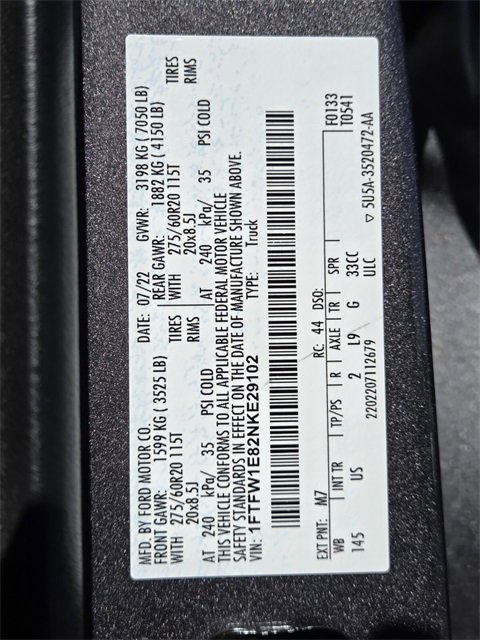 MFD. BY FORD MOTOR CO. DATE: 07/22 GVWR: 3198 KG ( 7050 LB)
FRONT GAWR: 1599 KG ( 3525 LB) REAR GAWR: 1882 KG ( 4150 LB)
WITH 275/60R20 115T TIRES WITH 275/60R20 115T TIRES
20x8.5J RIMS 20x8.5J RIMS
AT 240 kPa/ 35 PSI COLD AT 240 kPa/ 35 PSI COLD
THIS VEHICLE CONFORMS TO ALL APPLICABLE FEDERAL MOTOR VEHICLE
SAFETY STANDARDS IN EFFECT ON THE DATE OF MANUFACTURE SHOWN ABOVE.
VIN: 1FTFW1E82NKE29102 TYPE: Truck
F0133
EXT PNT: M7 RC: 44 DSO: T0541
WB INT TR TP/PS R AXLE TR SPR
145 US 2 L9 G 33CC
2202207112679 ULC ▽ 5U5A-3520472-AA